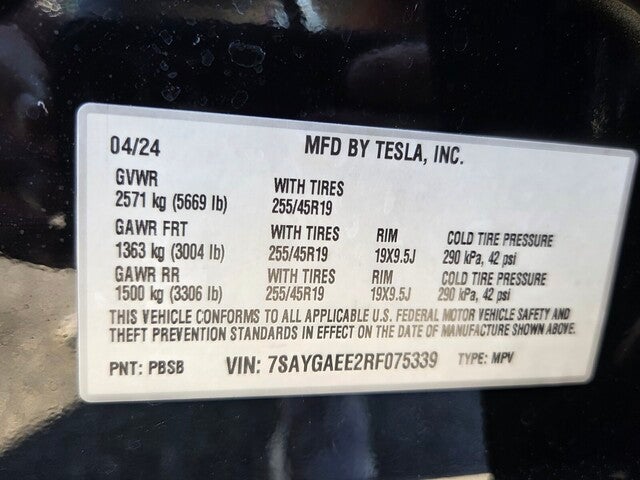 04/24 MFD BY TESLA, INC.
GVWR WITH TIRES
2571 kg (5669 lb) 255/45R19
GAWR FRT WITH TIRES RIM COLD TIRE PRESSURE
1363 kg (3004 lb) 255/45R19 19X9.5J 290 kPa, 42 psi
GAWR RR WITH TIRES RIM COLD TIRE PRESSURE
1500 kg (3306 lb) 255/45R19 19X9.5J 290 kPa, 42 psi
THIS VEHICLE CONFORMS TO ALL APPLICABLE U.S. FEDERAL MOTOR VEHICLE SAFETY AND
THEFT PREVENTION STANDARDS IN EFFECT ON THE DATE OF MANUFACTURE SHOWN ABOVE.
PNT: PBSB VIN: 7SAYGAEE2RF075339 TYPE: MPV